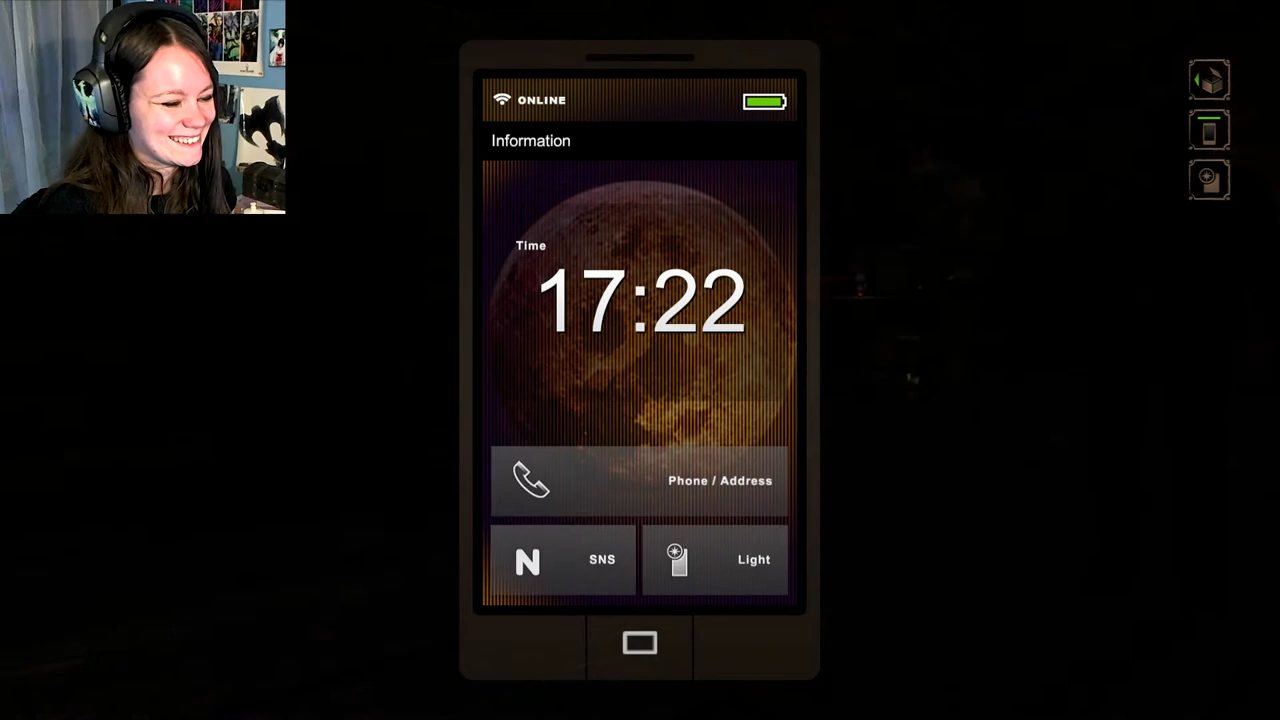 ONLINE
Information
Time
17:22
Phone / Address
N SNS
Light